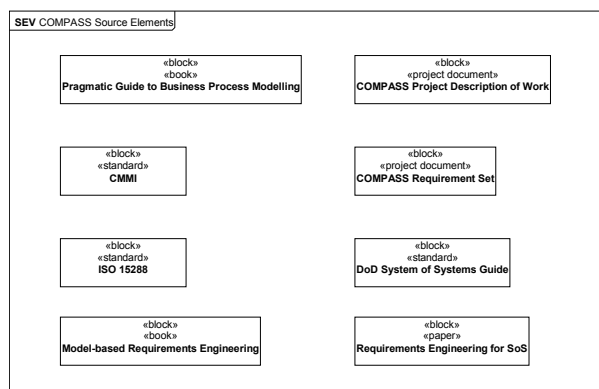 SEV COMPASS Source Elements
«block»
«book»
Pragmatic Guide to Business Process Modelling
«block»
«project document»
COMPASS Project Description of Work
«block»
«standard»
CMMI
«block»
«project document»
COMPASS Requirement Set
«block»
«standard»
ISO 15288
«block»
«standard»
DoD System of Systems Guide
«block»
«book»
Model-based Requirements Engineering
«block»
«paper»
Requirements Engineering for SoS